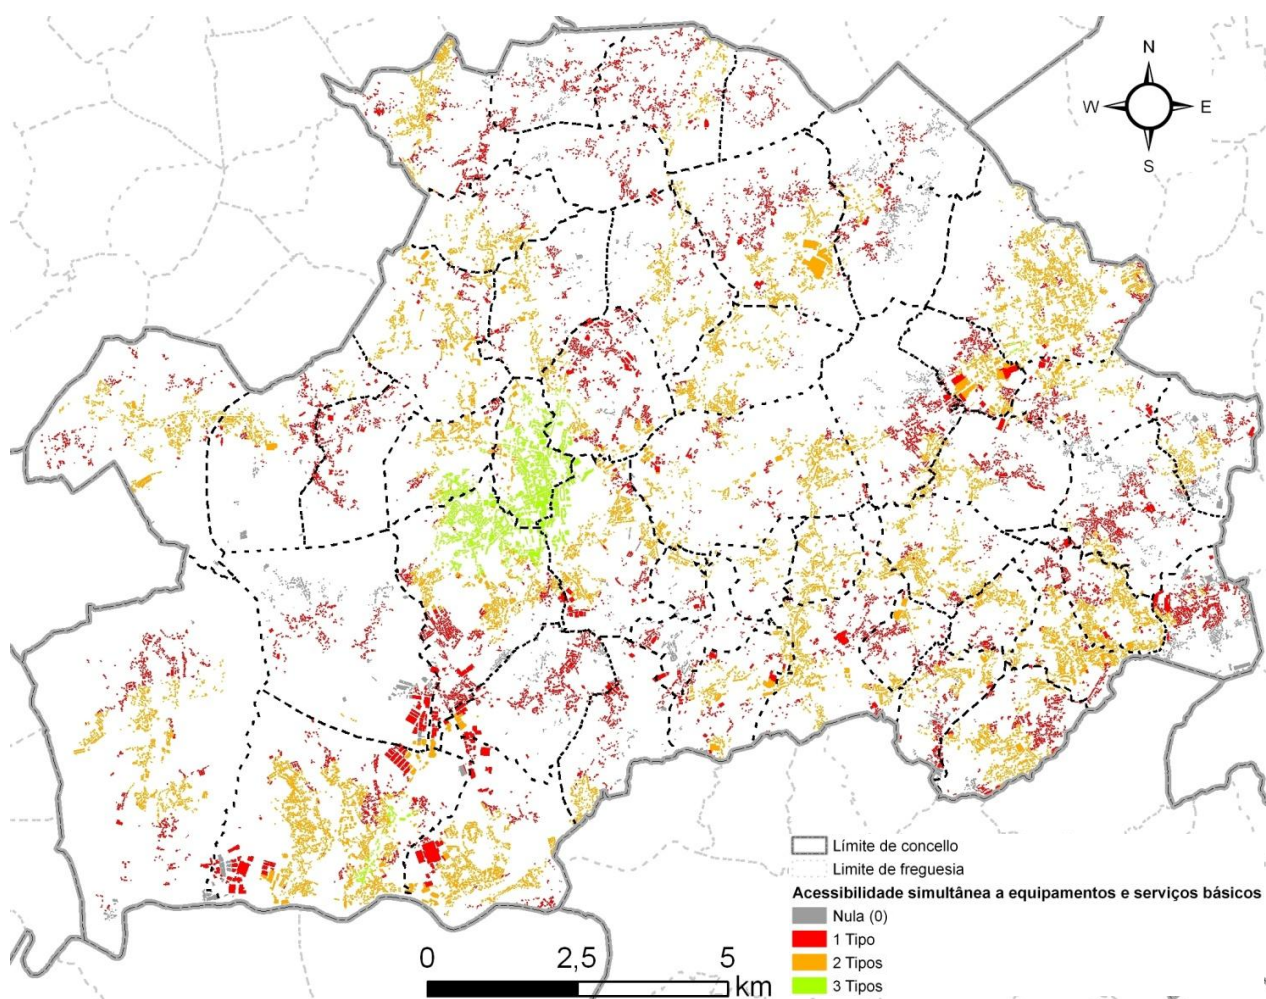 N
W E
S
Límite de concello
Limite de freguesia
Acessibilidade simultânea a equipamentos e serviços básicos
Nula (0)
1 Tipo
2 Tipos
3 Tipos
0 2,5 5
km